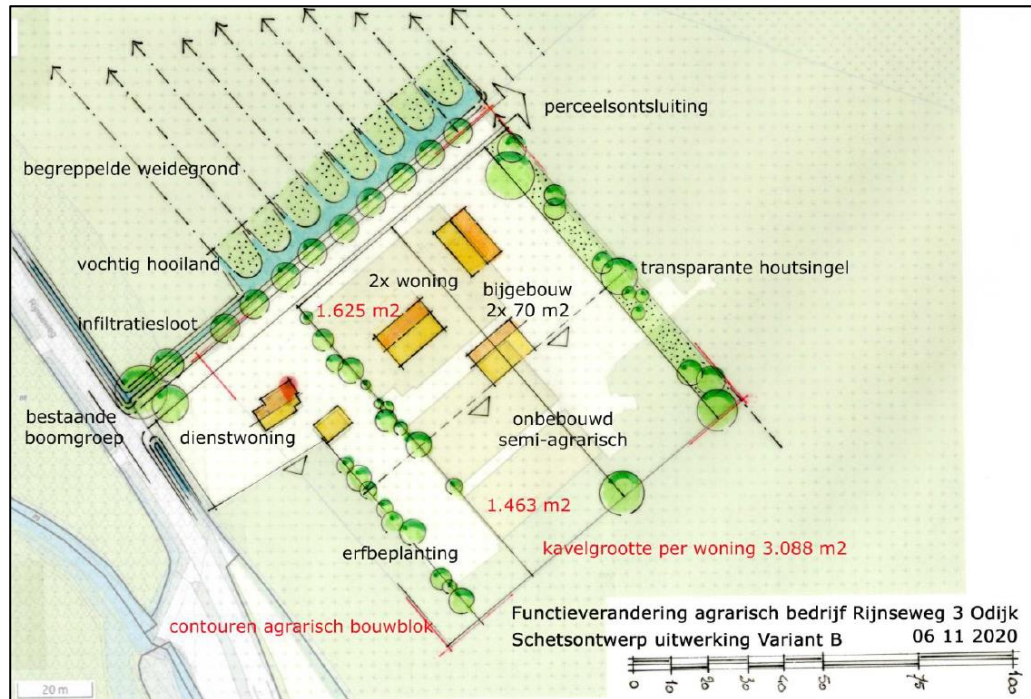 perceelsontsluiting
begreppelde weidegrond
vochtig hooiland
transparante houtsingel
2x woning
bijgebouw
2x 70 m2
1.625 m2
infiltratiesloot
bestaande
boomgroep
dienstwoning
onbebouwd
semi-agrarisch
1.463 m2
erfbeplanting
kavelgrootte per woning 3.088 m2
contouren agrarisch bouwblok
Functieverandering agrarisch bedrijf Rijnseweg 3 Odijk
Schetsontwerp uitwerking Variant B 06 11 2020
0 10 20 30 40 50 75 100
20 m
Rijnseweg